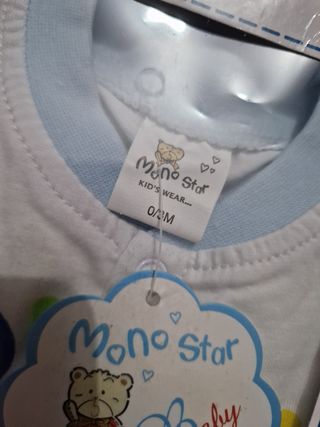 Mono Star
KID'S WEAR...
0/3M
Mono Star
Baby